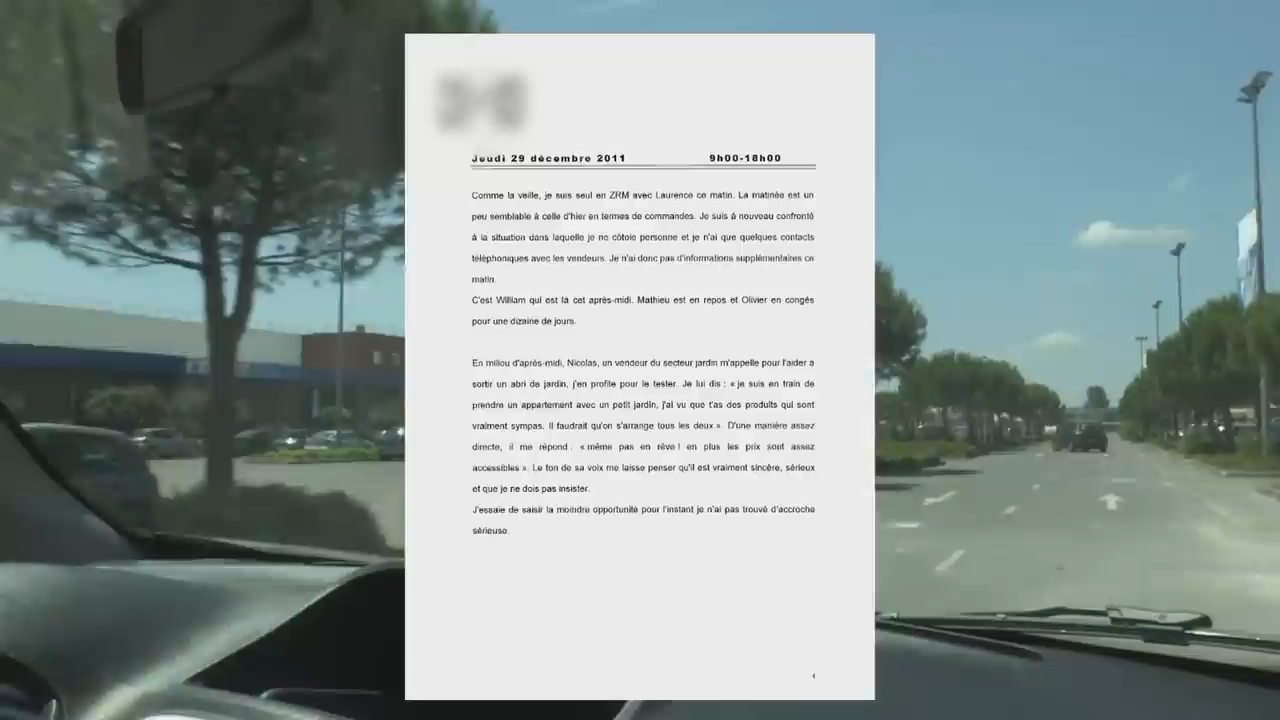 Jeudi 29 décembre 2011 9h00-18h00
Comme la veille, je suis seul en ZRM avec Laurence ce matin. La matinée est un
peu semblable à celle d'hier en termes de commandes. Je suis à nouveau confronté
à la situation dans laquelle je ne côtoie personne et je n'ai que quelques contacts
téléphoniques avec les vendeurs. Je n'ai donc pas d'informations supplémentaires ce
matin.
C'est William qui est là cet après-midi. Mathieu est en repos et Olivier en congés
pour une dizaine de jours.
En milieu d'après-midi, Nicolas, un vendeur du secteur jardin m'appelle pour l'aider a
sortir un abri de jardin, j'en profite pour le tester. Je lui dis : « je suis en train de
prendre un appartement avec un petit jardin, j'ai vu que t'as des produits qui sont
vraiment sympas. Il faudrait qu'on s'arrange tous les deux ». D'une manière assez
directe, il me répond : « même pas en rêve ! en plus les prix sont assez
accessibles ». Le ton de sa voix me laisse penser qu'il est vraiment sincère, sérieux
et que je ne dois pas insister.
J'essaie de saisir la moindre opportunité pour l'instant je n'ai pas trouvé d'accroche
sérieuse.